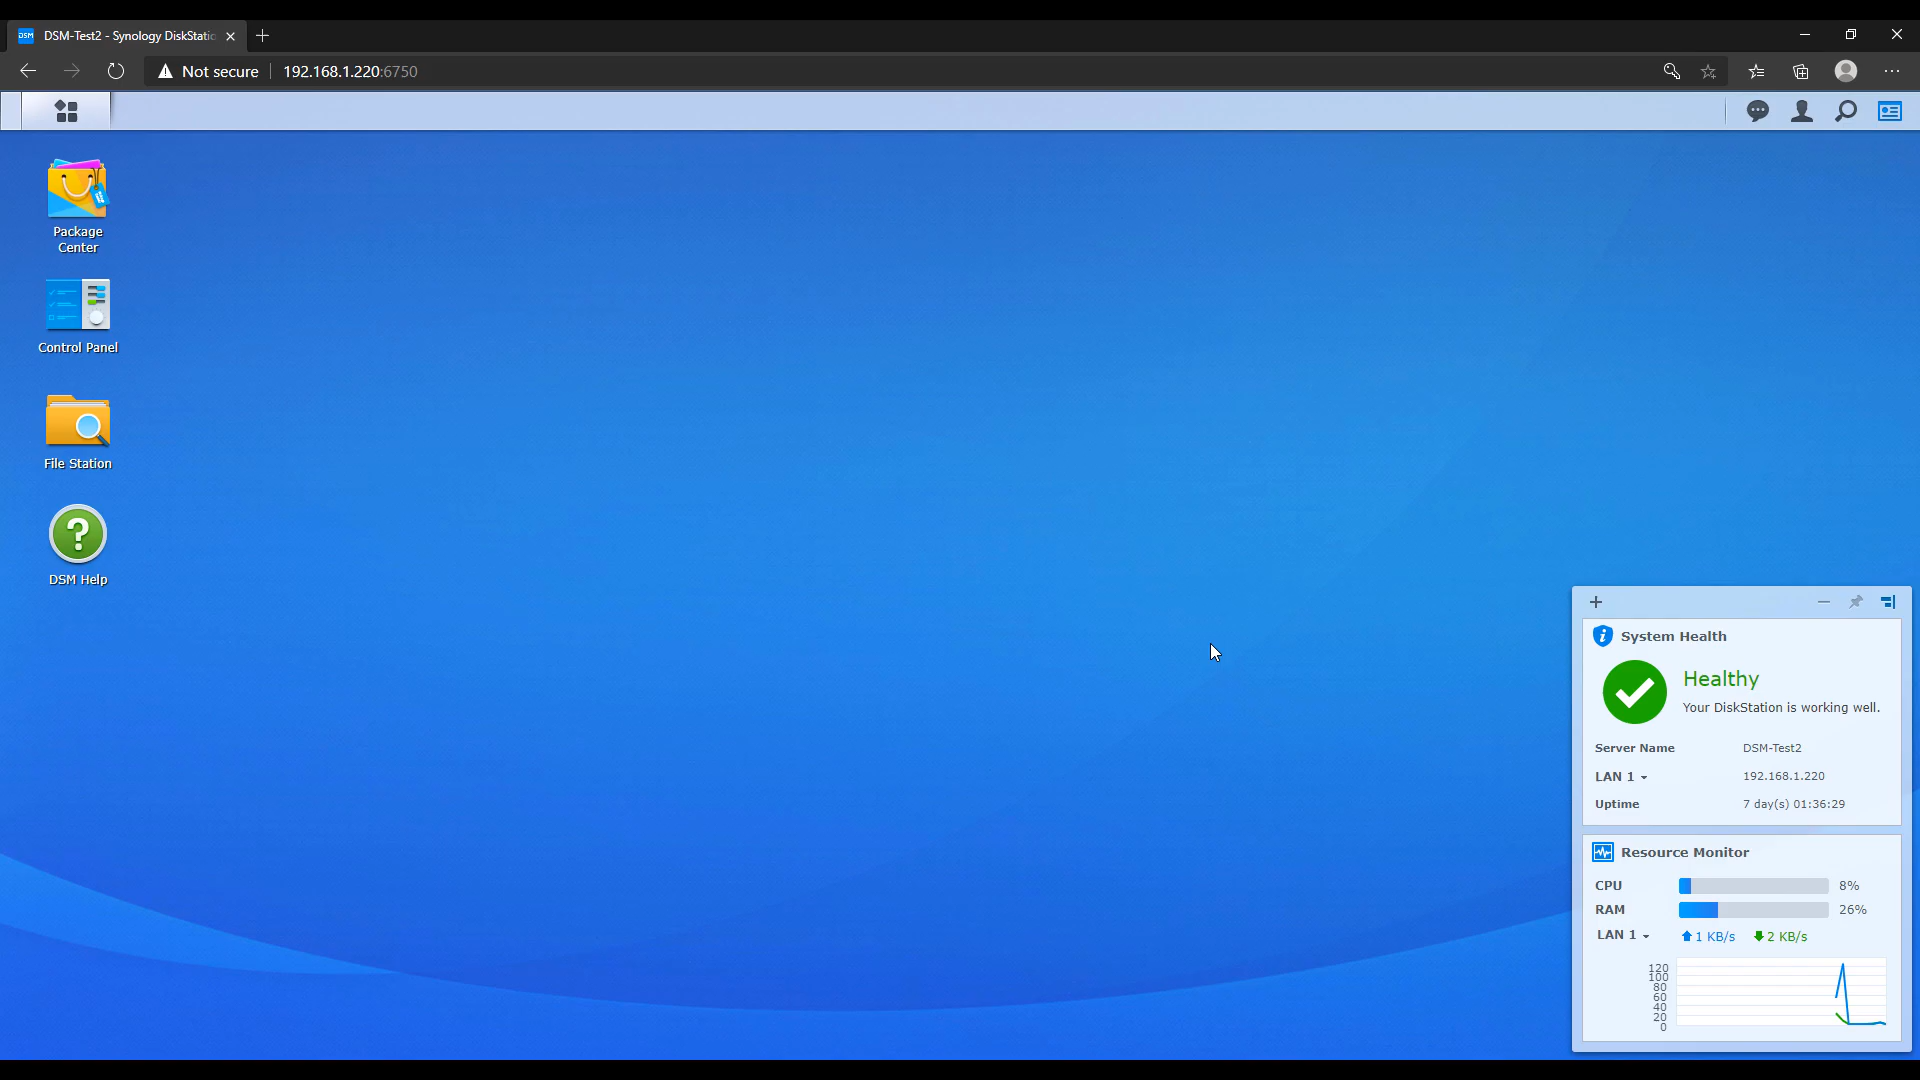 DSM
DSM-Test2 - Synology DiskStatio
Not secure
192.168.1.220:6750
Package
Center
Control Panel
File Station
?
DSM Help
System Health
Healthy
Your DiskStation is working well.
Server Name DSM-Test2
LAN 1 192.168.1.220
Uptime 7 day(s) 01:36:29
Resource Monitor
CPU 8%
RAM 26%
LAN 1 1 KB/s 2 KB/s
120
100
80
60
40
20
0